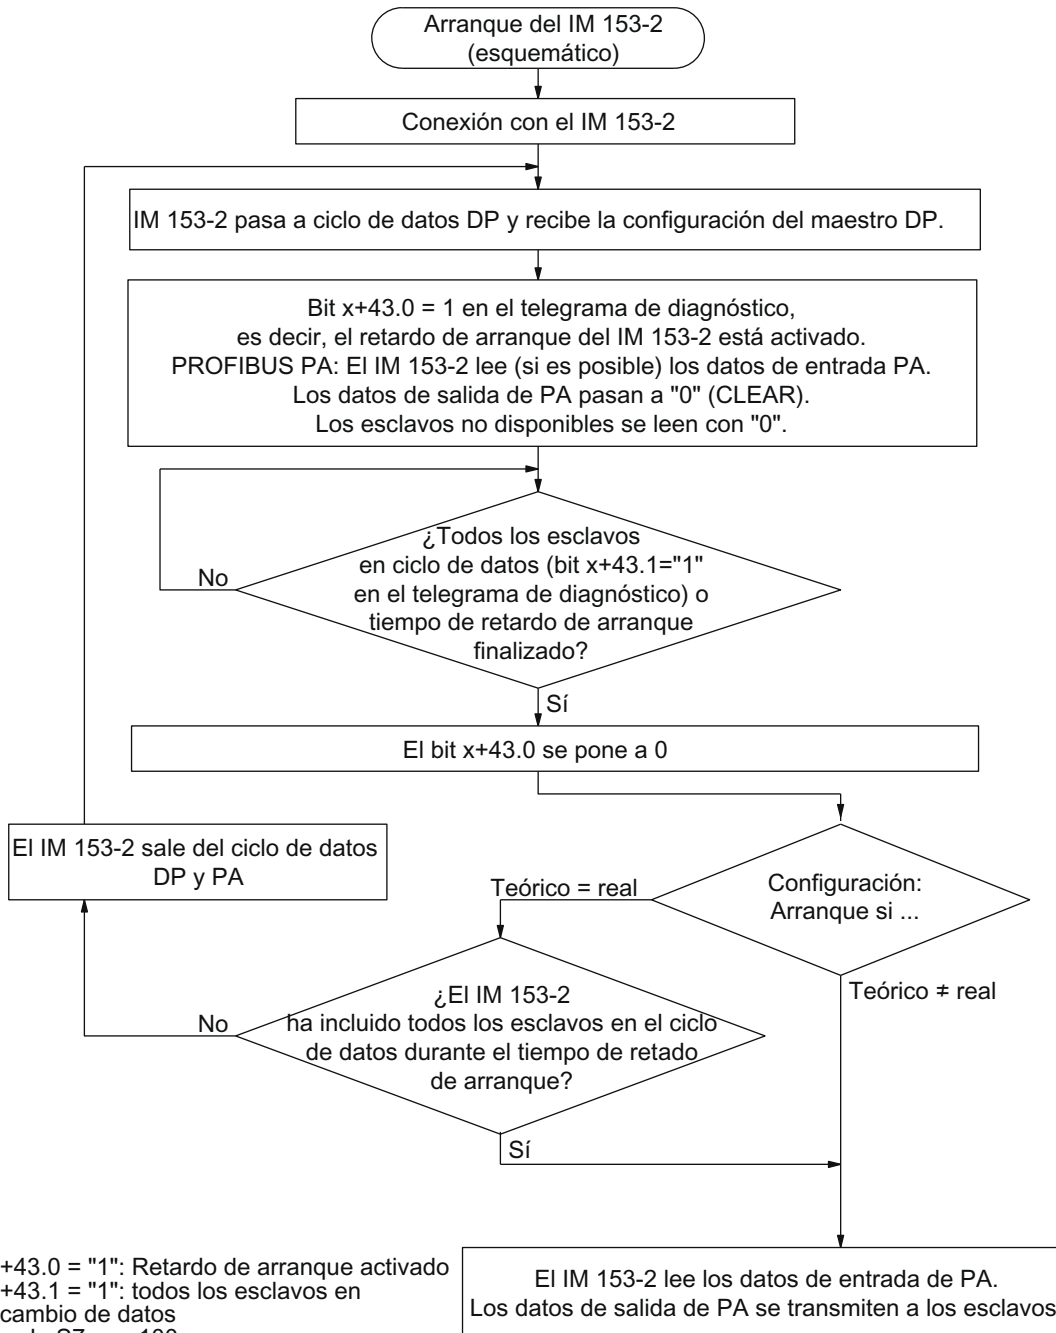 Arranque del IM 153-2
(esquemático)
Conexión con el IM 153-2
IM 153-2 pasa a ciclo de datos DP y recibe la configuración del maestro DP.
Bit x+43.0 = 1 en el telegrama de diagnóstico,
es decir, el retardo de arranque del IM 153-2 está activado.
PROFIBUS PA: El IM 153-2 lee (si es posible) los datos de entrada PA.
Los datos de salida de PA pasan a "0" (CLEAR).
Los esclavos no disponibles se leen con "0".
¿Todos los esclavos
en ciclo de datos (bit x+43.1="1"
en el telegrama de diagnóstico) o
tiempo de retardo de arranque
finalizado?
No
Sí
El bit x+43.0 se pone a 0
El IM 153-2 sale del ciclo de datos
DP y PA
Teórico = real
Configuración:
Arranque si ...
Teórico ≠ real
¿El IM 153-2
ha incluido todos los esclavos en el ciclo
de datos durante el tiempo de retado
de arranque?
No
Sí
+43.0 = "1": Retardo de arranque activado
+43.1 = "1": todos los esclavos en
cambio de datos
El IM 153-2 lee los datos de entrada de PA.
Los datos de salida de PA se transmiten a los esclavos